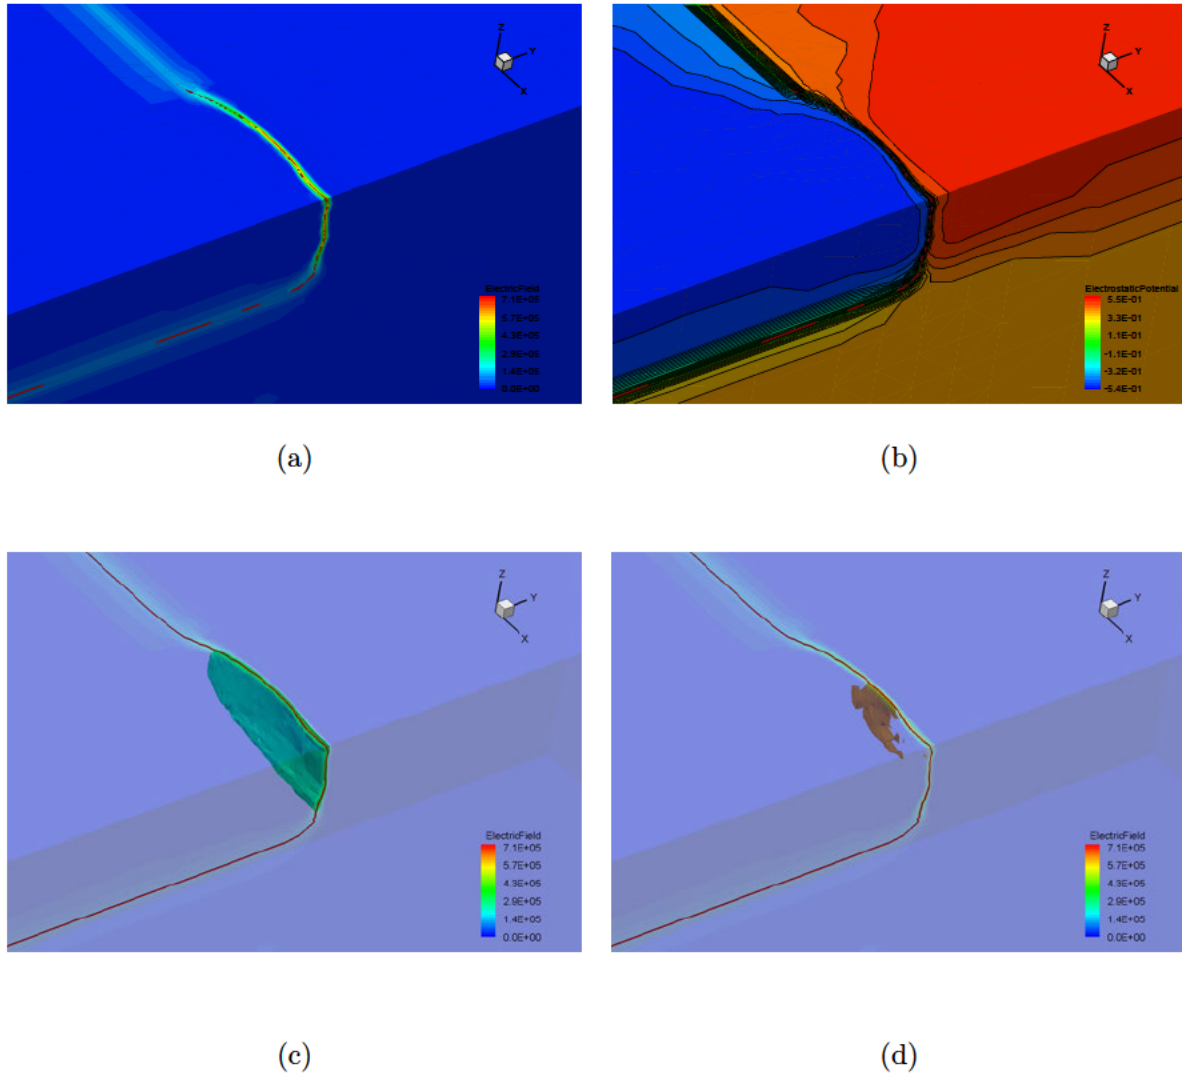 Z
Y
X
ElectricField
7.1E+05
5.7E+05
4.3E+05
2.9E+05
1.4E+05
0.0E+00
(a)
Z
Y
X
ElectrostaticPotential
5.5E-01
3.3E-01
1.1E-01
-1.1E-01
-3.2E-01
-5.4E-01
(b)
Z
Y
X
ElectricField
7.1E+05
5.7E+05
4.3E+05
2.9E+05
1.4E+05
0.0E+00
(c)
Z
Y
X
ElectricField
7.1E+05
5.7E+05
4.3E+05
2.9E+05
1.4E+05
0.0E+00
(d)